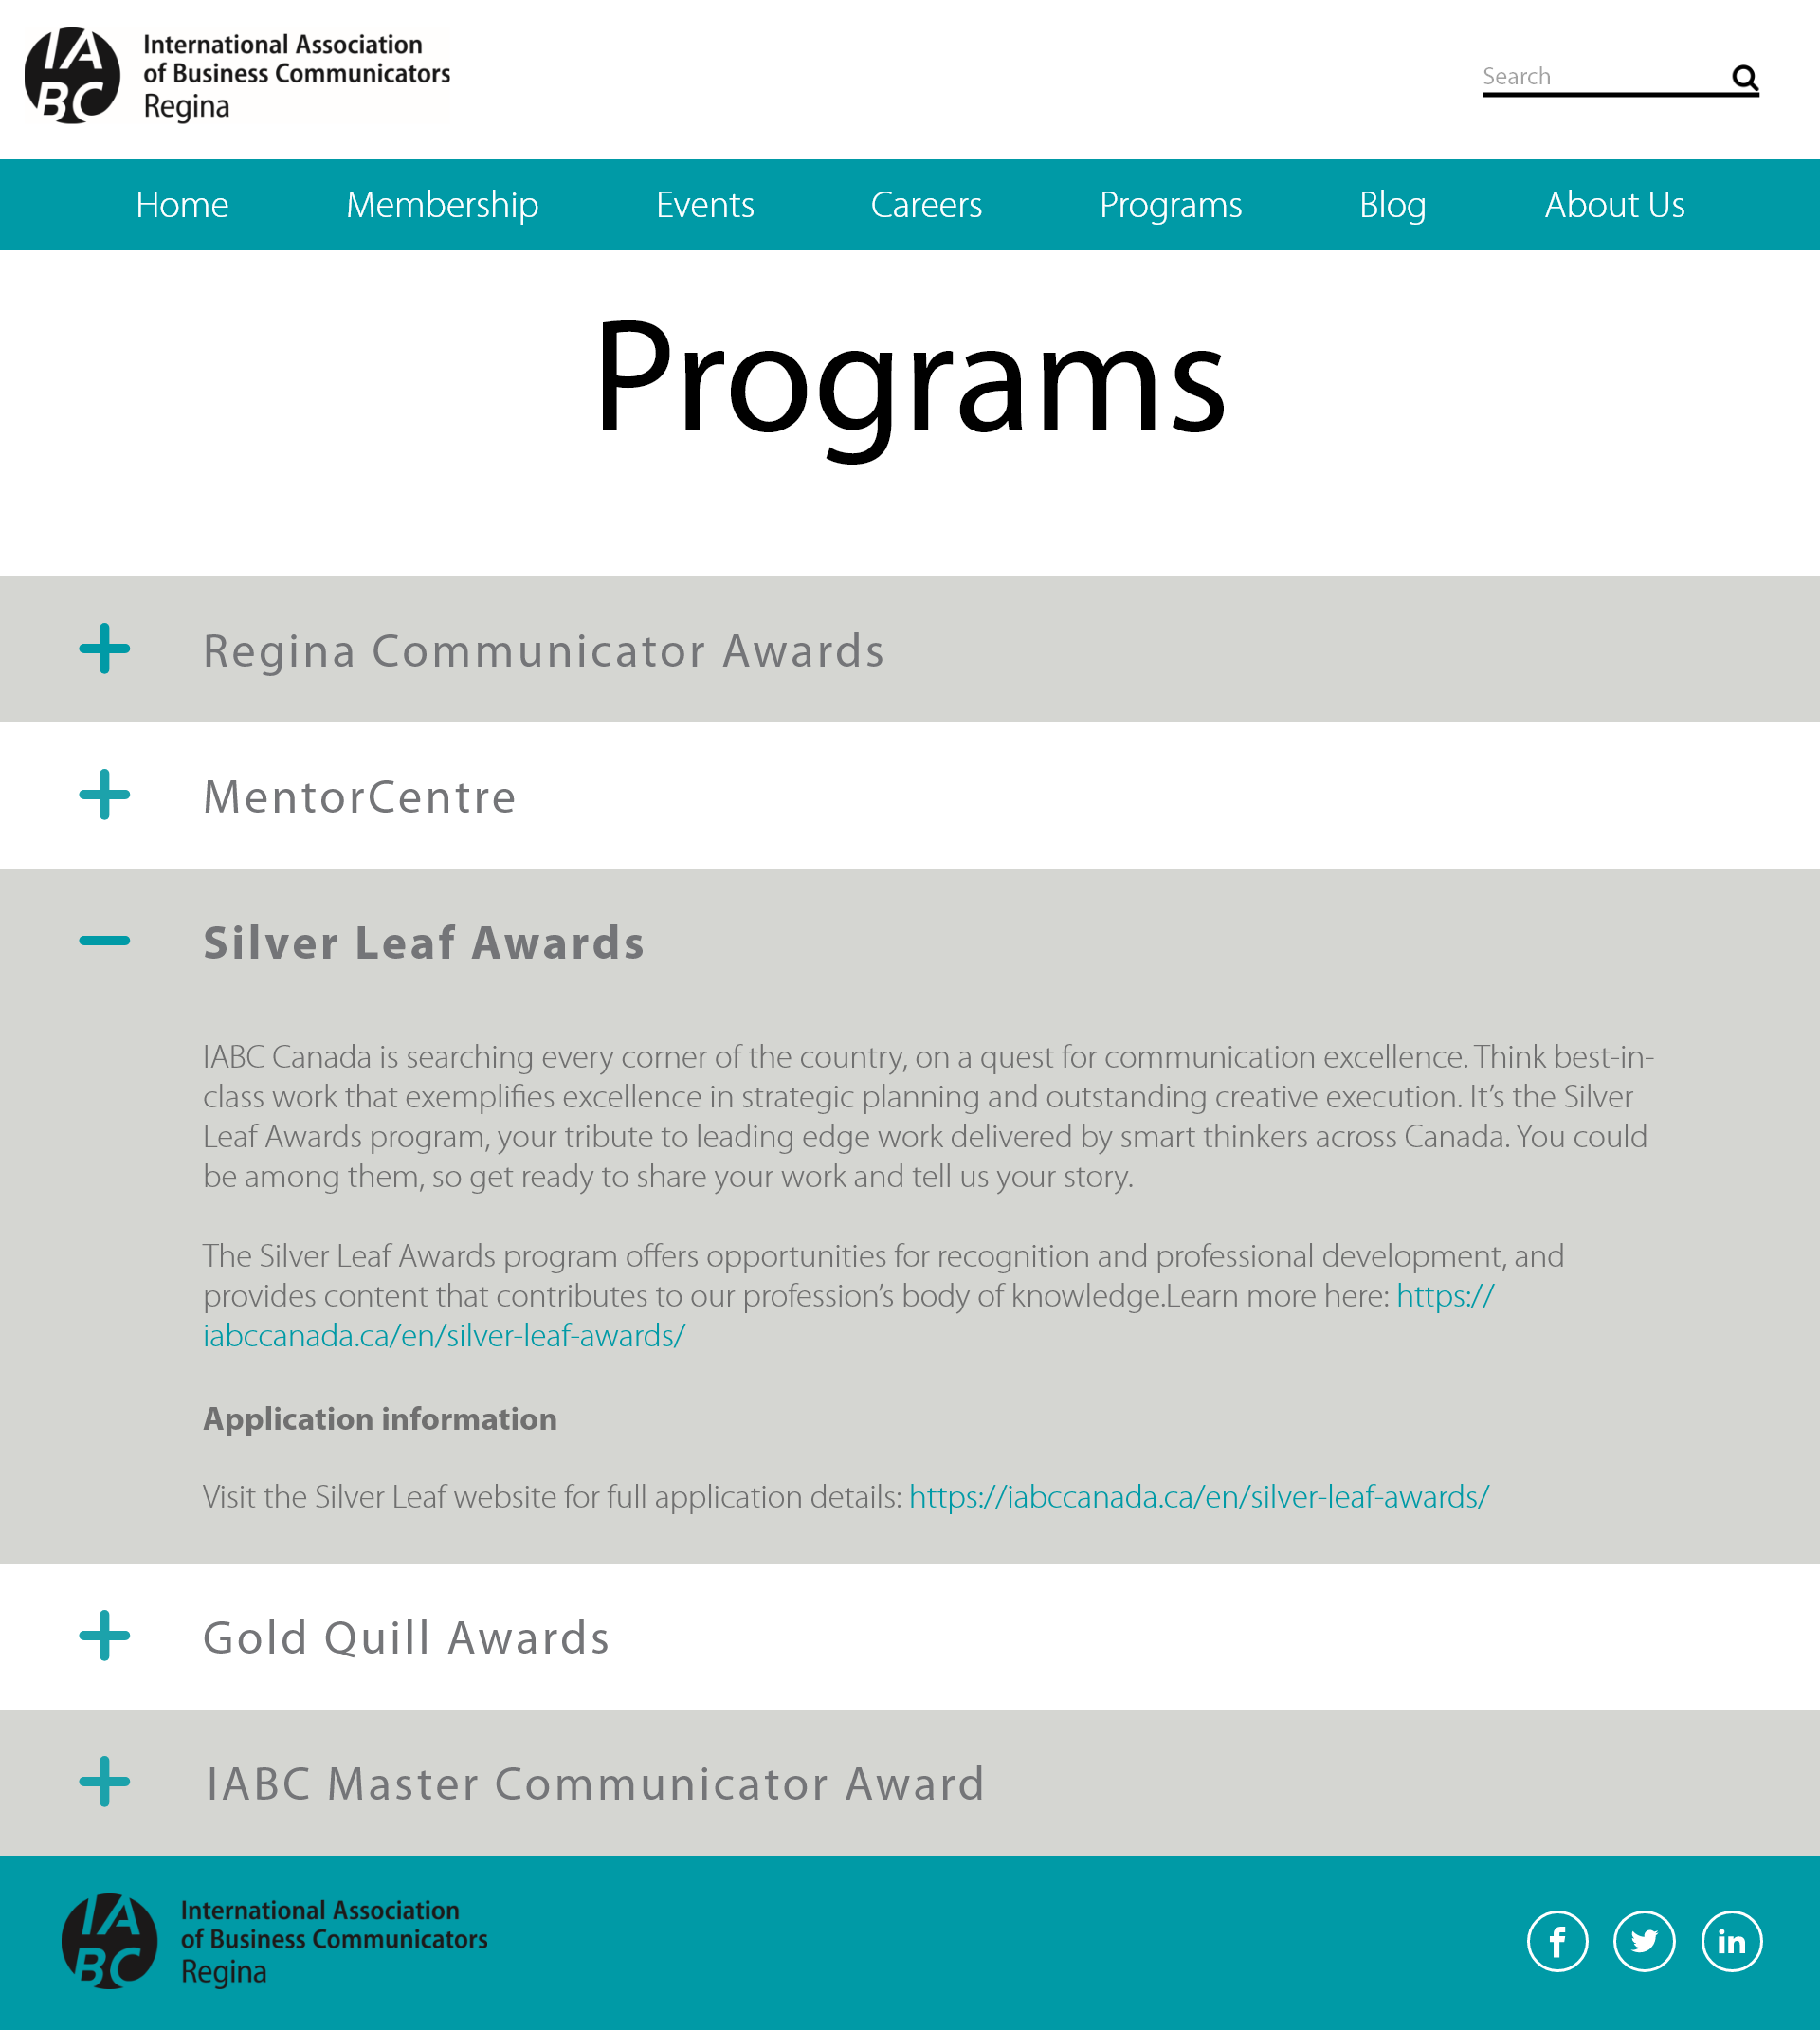 IA
BC
International Association
of Business Communicators
Regina
Search
Home Membership Events Careers Programs Blog About Us
Programs
Regina Communicator Awards
MentorCentre
Silver Leaf Awards
IABC Canada is searching every corner of the country, on a quest for communication excellence. Think best-in-
class work that exemplifies excellence in strategic planning and outstanding creative execution. It’s the Silver
Leaf Awards program, your tribute to leading edge work delivered by smart thinkers across Canada. You could
be among them, so get ready to share your work and tell us your story.
The Silver Leaf Awards program offers opportunities for recognition and professional development, and
provides content that contributes to our profession’s body of knowledge.Learn more here: https://
iabccanada.ca/en/silver-leaf-awards/
Application information
Visit the Silver Leaf website for full application details: https://iabccanada.ca/en/silver-leaf-awards/
Gold Quill Awards
IABC Master Communicator Award
IA
BC
International Association
of Business Communicators
Regina
f in